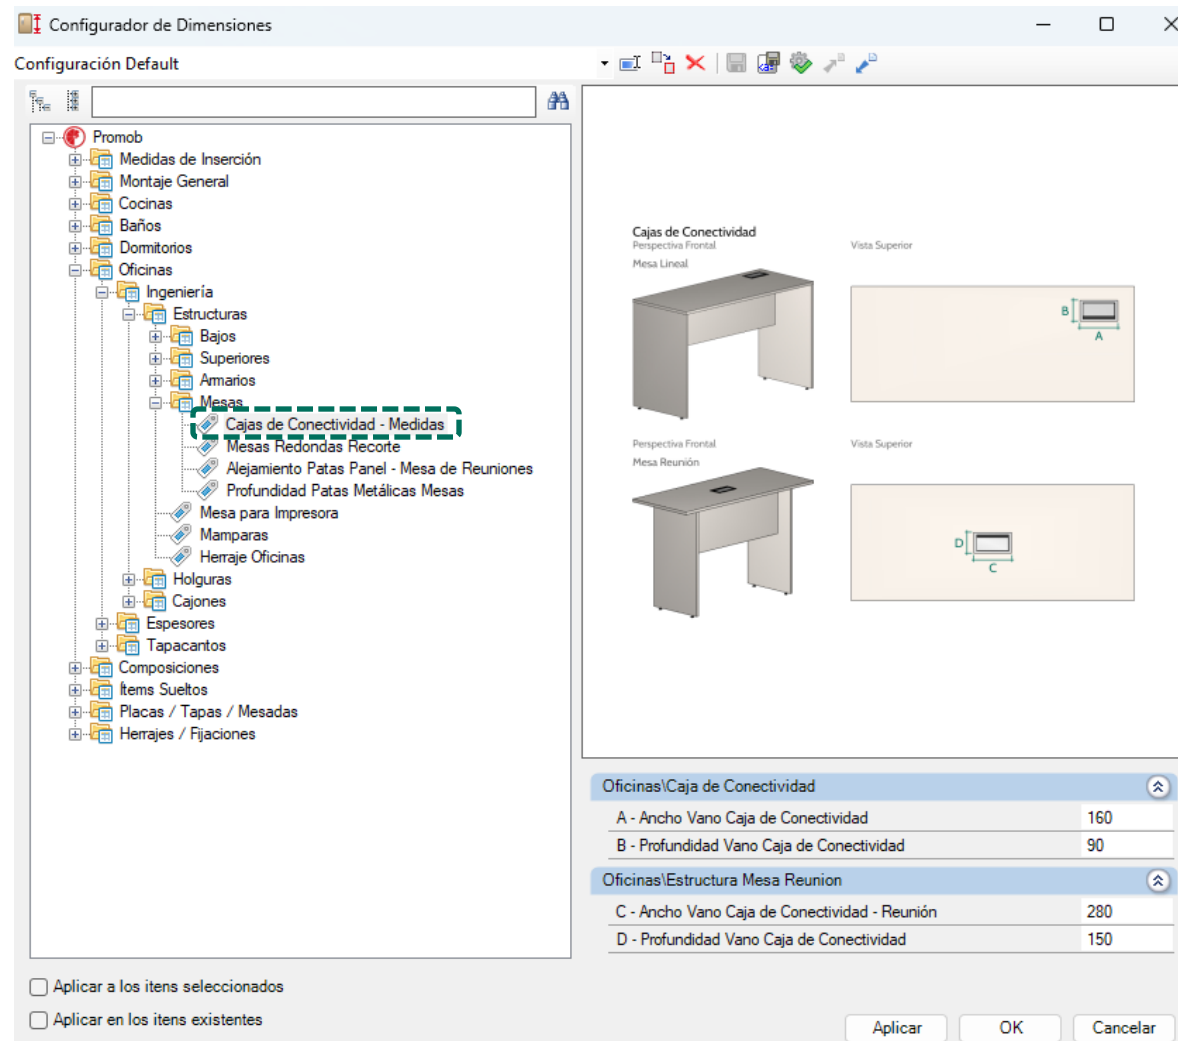 Configurador de Dimensiones
Configuración Default
Promob
Medidas de Inserción
Montaje General
Cocinas
Baños
Dormitorios
Oficinas
Ingeniería
Estructuras
Bajos
Superiores
Armarios
Mesas
Cajas de Conectividad - Medidas
Mesas Redondas Recorte
Alejamiento Patas Panel - Mesa de Reuniones
Profundidad Patas Metálicas Mesas
Mesa para Impresora
Mamparas
Herraje Oficinas
Holguras
Cajones
Espesores
Tapacantos
Composiciones
Ítems Sueltos
Placas / Tapas / Mesadas
Herrajes / Fijaciones
Cajas de Conectividad
Perspectiva Frontal Vista Superior
Mesa Lineal
B
A
Perspectiva Frontal Vista Superior
Mesa Reunión
D
C
Oficinas\Caja de Conectividad
A - Ancho Vano Caja de Conectividad 160
B - Profundidad Vano Caja de Conectividad 90
Oficinas\Estructura Mesa Reunion
C - Ancho Vano Caja de Conectividad - Reunión 280
D - Profundidad Vano Caja de Conectividad 150
Aplicar a los itens seleccionados
Aplicar en los itens existentes
Aplicar OK Cancelar